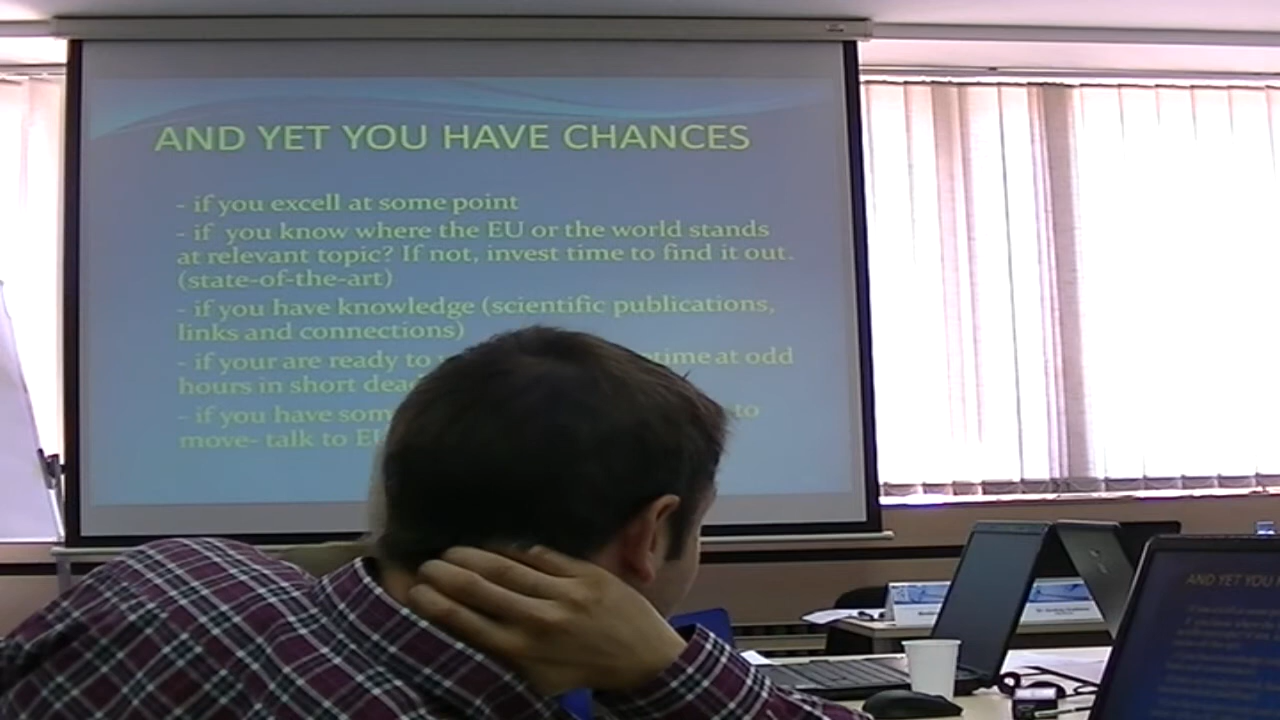 AND YET YOU HAVE CHANCES
- if you excell at some point
- if you know where the EU or the world stands
at relevant topic? If not, invest time to find it out.
(state-of-the-art)
- if you have knowledge (scientific publications,
links and connections)
- if your are ready to time at odd
hours in short
- if you have to
move- talk to
AND YET YOU